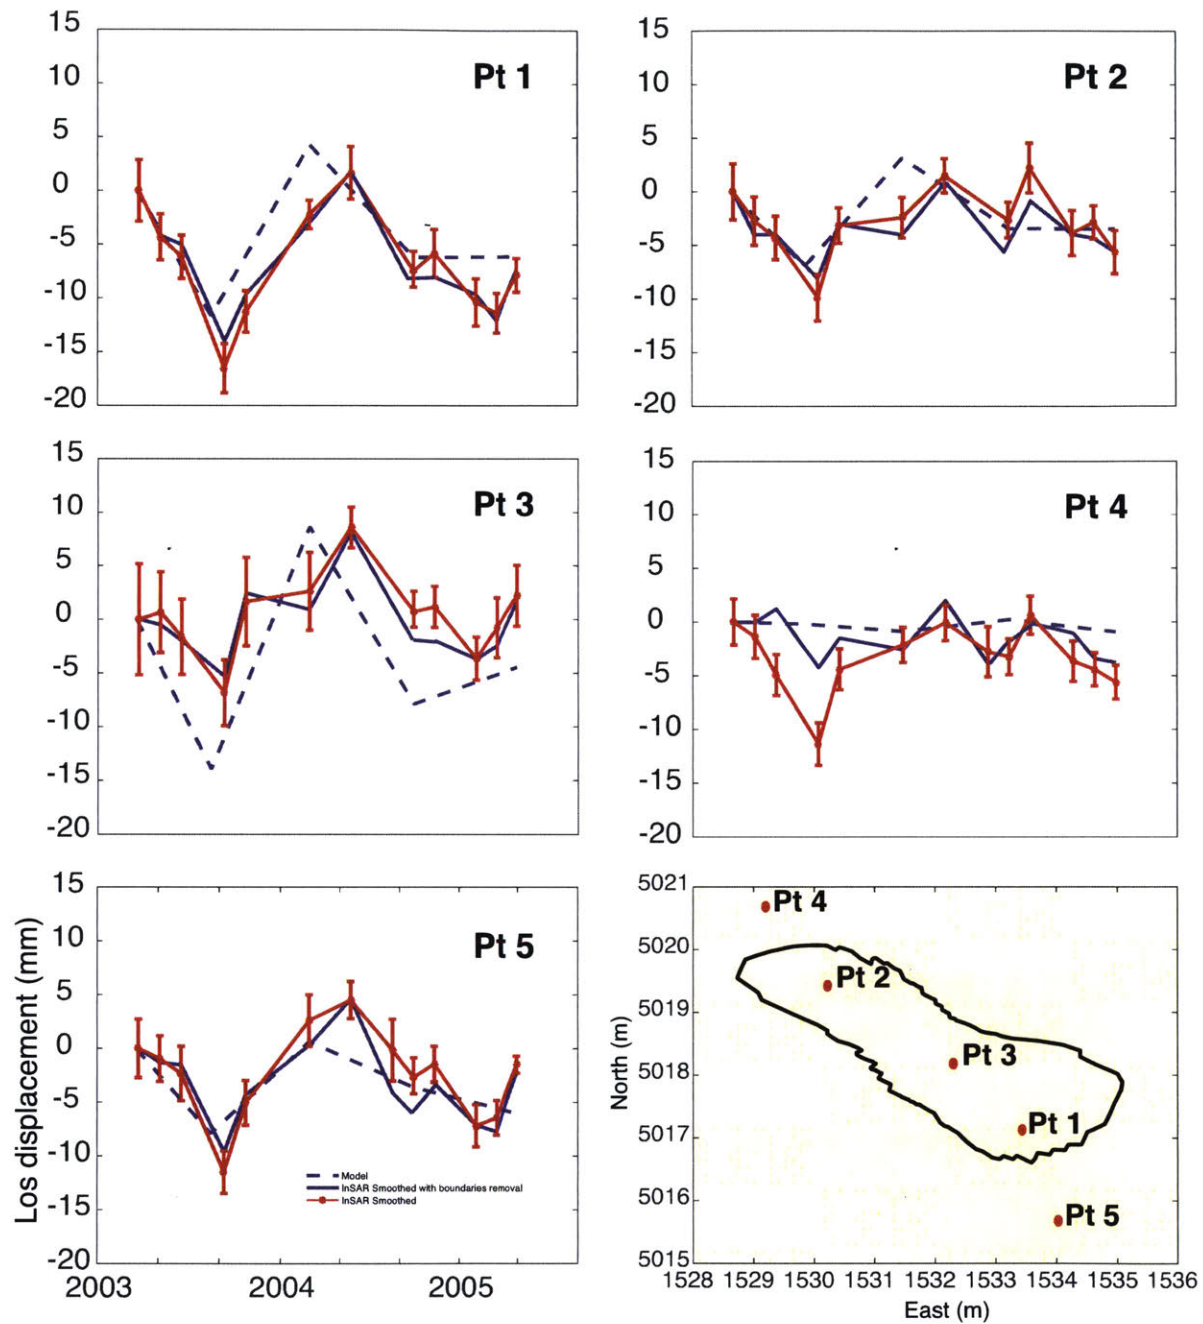 15
10
5
0
-5
-10
-15
-20
Pt 1
15
10
5
0
-5
-10
-15
-20
Pt 2
15
10
5
0
-5
-10
-15
-20
Pt 3
15
10
5
0
-5
-10
-15
-20
Pt 4
Los displacement (mm)
15
10
5
0
-5
-10
-15
-20
Pt 5
Model
InSAR Smoothed with boundaries removal
InSAR Smoothed
2003 2004 2005
North (m)
5021
5020
5019
5018
5017
5016
5015
Pt 4
Pt 2
Pt 3
Pt 1
Pt 5
1528 1529 1530 1531 1532 1533 1534 1535 1536
East (m)